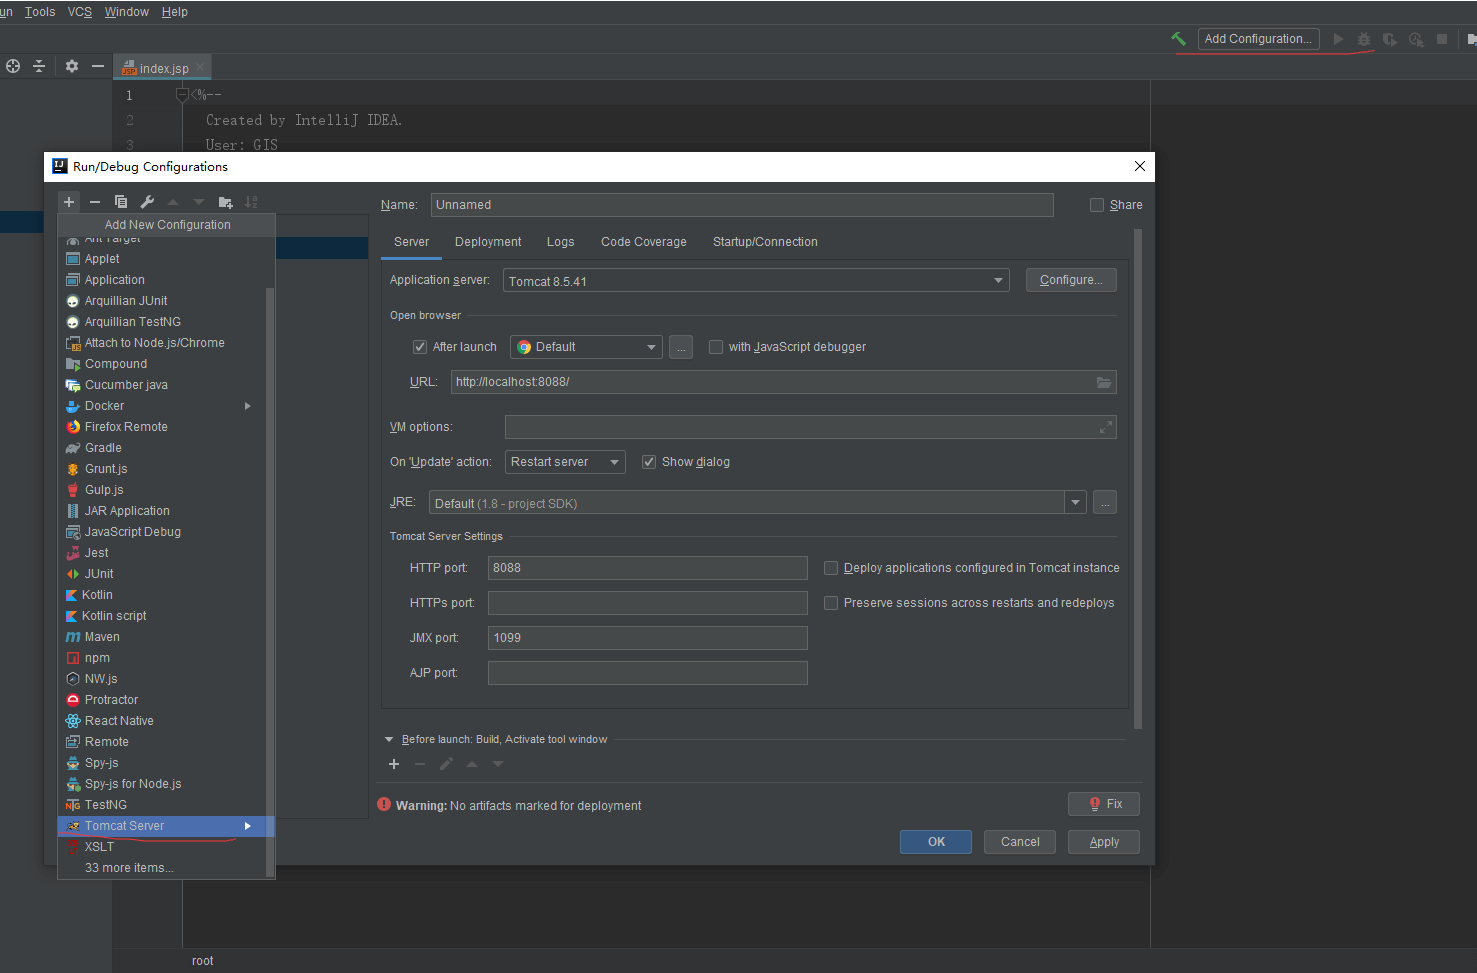 un Tools VCS Window Help
Add Configuration...
index.jsp
1 <%--
2 Created by IntelliJ IDEA.
3 User: GIS
Run/Debug Configurations
Add New Configuration
Ant Target
Applet
Application
Arquillian JUnit
Arquillian TestNG
Attach to Node.js/Chrome
Compound
Cucumber java
Docker
Firefox Remote
Gradle
Grunt.js
Gulp.js
JAR Application
JavaScript Debug
Jest
JUnit
Kotlin
Kotlin script
Maven
npm
NW.js
Protractor
React Native
Remote
Spy-js
Spy-js for Node.js
TestNG
Tomcat Server
XSLT
33 more items...
Name: Unnamed Share
Server Deployment Logs Code Coverage Startup/Connection
Application server: Tomcat 8.5.41 Configure...
Open browser
After launch Default ... with JavaScript debugger
URL: http://localhost:8088/
VM options:
On 'Update' action: Restart server Show dialog
JRE: Default (1.8 - project SDK) ...
Tomcat Server Settings
HTTP port: 8088 Deploy applications configured in Tomcat instance
HTTPs port: Preserve sessions across restarts and redeploys
JMX port: 1099
AJP port:
Before launch: Build, Activate tool window
Warning: No artifacts marked for deployment Fix
OK Cancel Apply
root